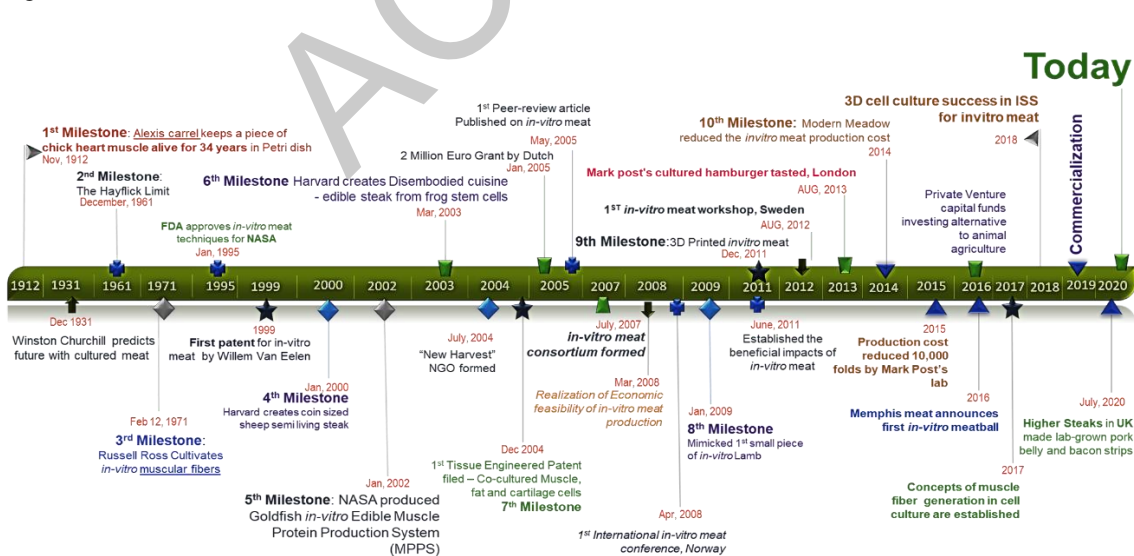 AC
Today
1st Milestone: Alexis carrel keeps a piece of
chick heart muscle alive for 34 years in Petri dish
Nov, 1912
2nd Milestone:
The Hayflick Limit
December, 1961
FDA approves in-vitro meat
techniques for NASA
Jan, 1995
6th Milestone Harvard creates Disembodied cuisine
- edible steak from frog stem cells
Mar, 2003
2 Million Euro Grant by Dutch
Jan, 2005
1st Peer-review article
Published on in-vitro meat
May, 2005
9th Milestone:3D Printed invitro meat
Dec, 2011
1ST in-vitro meat workshop, Sweden
AUG, 2012
Mark post's cultured hamburger tasted, London
AUG, 2013
10th Milestone: Modern Meadow
reduced the invitro meat production cost
2014
Private Venture
capital funds
investing alternative
to animal
agriculture
3D cell culture success in ISS
for invitro meat
2018
Commercialization
1912 1931 1961 1971 1995 1999 2000 2002 2003 2004 2005 2007 2008 2009 2011 2012 2013 2014 2015 2016 2017 2018 2019 2020
Dec 1931
Winston Churchill predicts
future with cultured meat
Feb 12, 1971
3rd Milestone:
Russell Ross Cultivates
in-vitro muscular fibers
1999
First patent for in-vitro
meat by Willem Van Eelen
Jan, 2000
4th Milestone
Harvard creates coin sized
sheep semi living steak
Jan, 2002
5th Milestone: NASA produced
Goldfish in-vitro Edible Muscle
Protein Production System
(MPPS)
July, 2004
"New Harvest"
NGO formed
Dec 2004
1st Tissue Engineered Patent
filed – Co-cultured Muscle,
fat and cartilage cells
7th Milestone
July, 2007
in-vitro meat
consortium formed
Mar, 2008
Realization of Economic
feasibility of in-vitro meat
production
Apr, 2008
1st International in-vitro meat
conference, Norway
Jan, 2009
8th Milestone
Mimicked 1st small piece
of in-vitro Lamb
June, 2011
Established the
beneficial impacts of
in-vitro meat
2015
Production cost
reduced 10,000
folds by Mark Post's
lab
2016
Memphis meat announces
first in-vitro meatball
2017
Concepts of muscle
fiber generation in cell
culture are established
July, 2020
Higher Steaks in UK
made lab-grown pork
belly and bacon strips